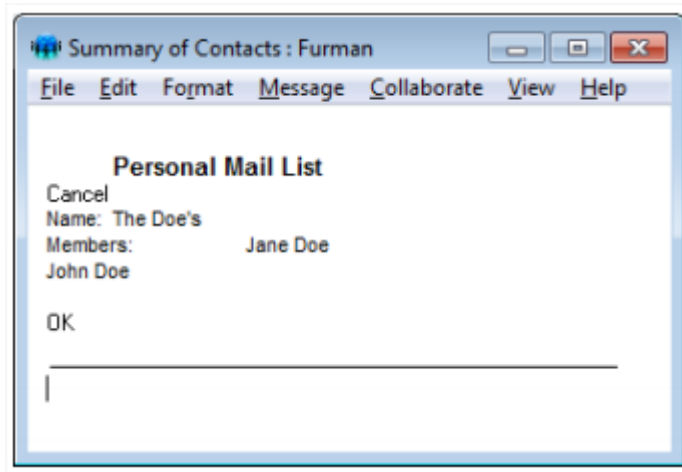 Summary of Contacts : Furman
File Edit Format Message Collaborate View Help
Personal Mail List
Cancel
Name: The Doe's
Members: Jane Doe
John Doe
OK